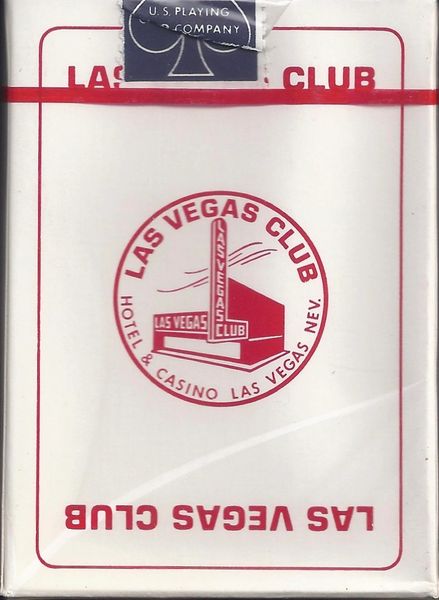 U.S. PLAYING
COMPANY
CLUB
LAS VEGAS CLUB
LAS VEGAS CLUB
LAS VEGAS CLUB
HOTEL & CASINO LAS VEGAS NEV.
LAS VEGAS CLUB